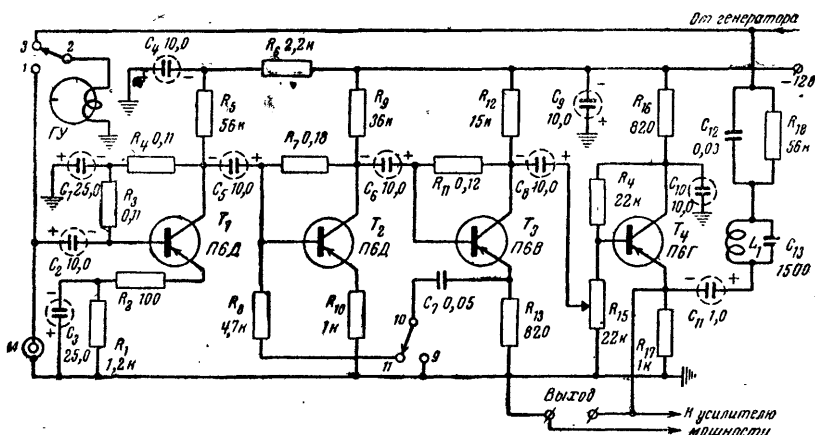 От генератора
3
2
1
ГУ
C4 10,0
R6 2,2к
-12В
R5
56к
R9
36к
R12
15к
C9
10,0
R16
820
C12
0,03
R18
56к
R4 0,11
C1 25,0
R3
0,11
C5 10,0
R7 0,18
C6 10,0
R11 0,12
C8 10,0
R4
22к
C10
10,0
T1
П6Д
T2
П6Д
T3
П6В
T4
П6Г
L1
C13
1500
C2
10,0
R2 100
C3
25,0
R1
1,2к
R8
4,7к
R10
1к
C7 0,05
10
11
9
R13
820
R15
22к
C11 1,0
R17
1к
М
Выход
К усилителю
мощности